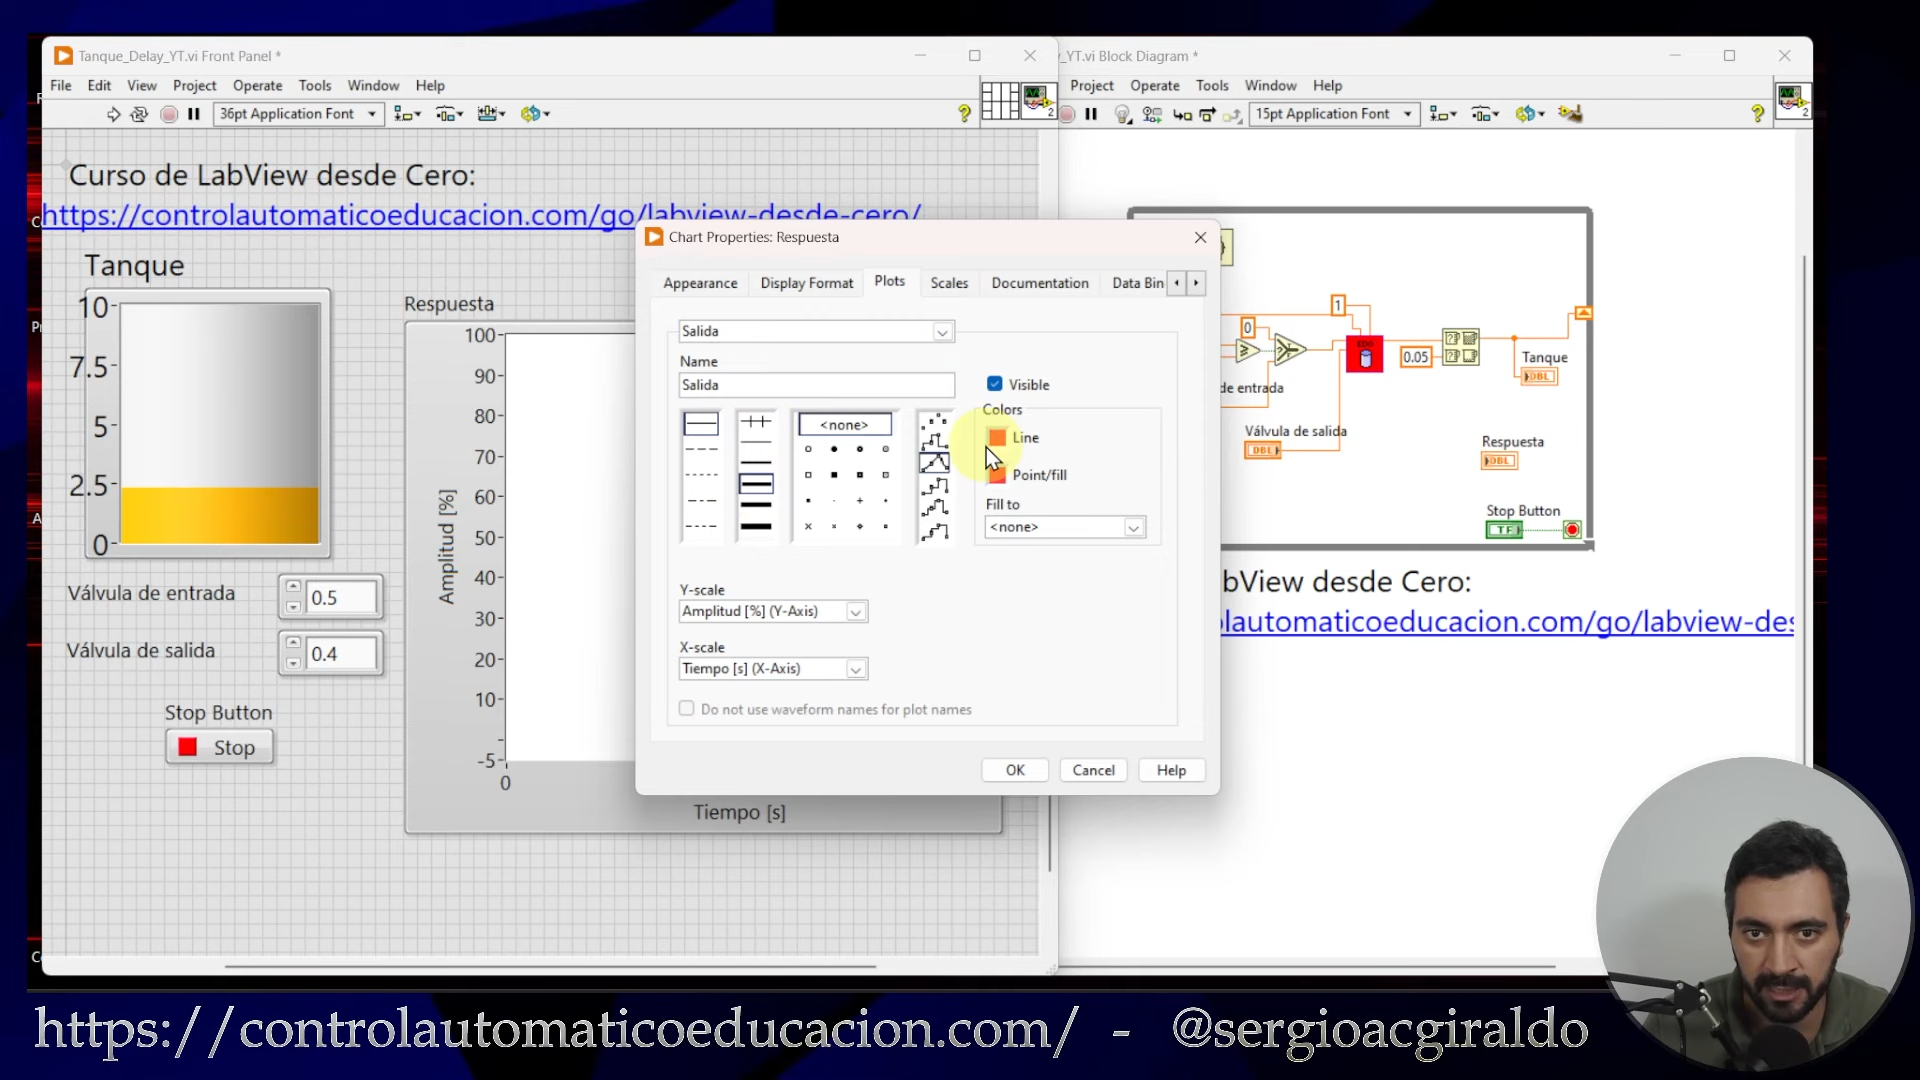 Tanque_Delay_YT.vi Front Panel *
File Edit View Project Operate Tools Window Help
36pt Application Font
2
Curso de LabView desde Cero:
https://controlautomaticoeducacion.com/go/labview-desde-cero/
Tanque
10
7.5
5
2.5
0
Válvula de entrada
0.5
Válvula de salida
0.4
Stop Button
Stop
Respuesta
100
90
80
70
60
50
40
30
20
10
-5
0
Amplitud [%]
Tiempo [s]
Chart Properties: Respuesta
Appearance Display Format Plots Scales Documentation Data Bin
Salida
Name
Salida
Visible
Colors
<none>
Line
Point/fill
Fill to
<none>
Y-scale
Amplitud [%] (Y-Axis)
X-scale
Tiempo [s] (X-Axis)
Do not use waveform names for plot names
OK Cancel Help
_YT.vi Block Diagram *
Project Operate Tools Window Help
15pt Application Font
2
1
0
0.05
Tanque
DBL
de entrada
Válvula de salida
DBL
Respuesta
DBL
Stop Button
TF
bView desde Cero:
lautomaticoeducacion.com/go/labview-des
https://controlautomaticoeducacion.com/ - @sergioacgiraldo